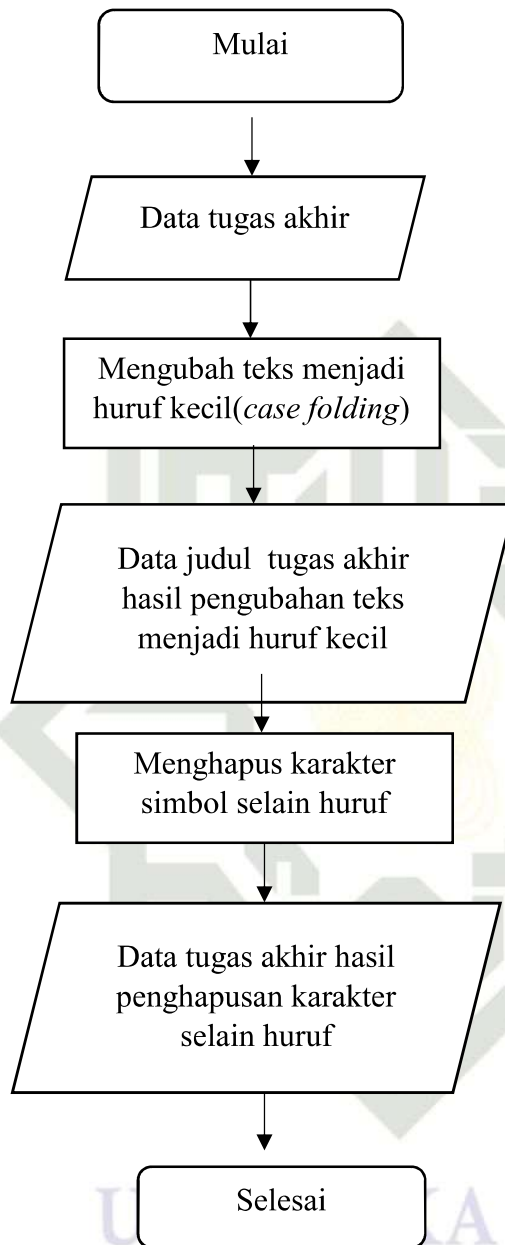 Mulai
Data tugas akhir
Mengubah teks menjadi
huruf kecil(case folding)
Data judul  tugas akhir
hasil pengubahan teks
menjadi huruf kecil
Menghapus karakter
simbol selain huruf
Data tugas akhir hasil
penghapusan karakter
selain huruf
Selesai